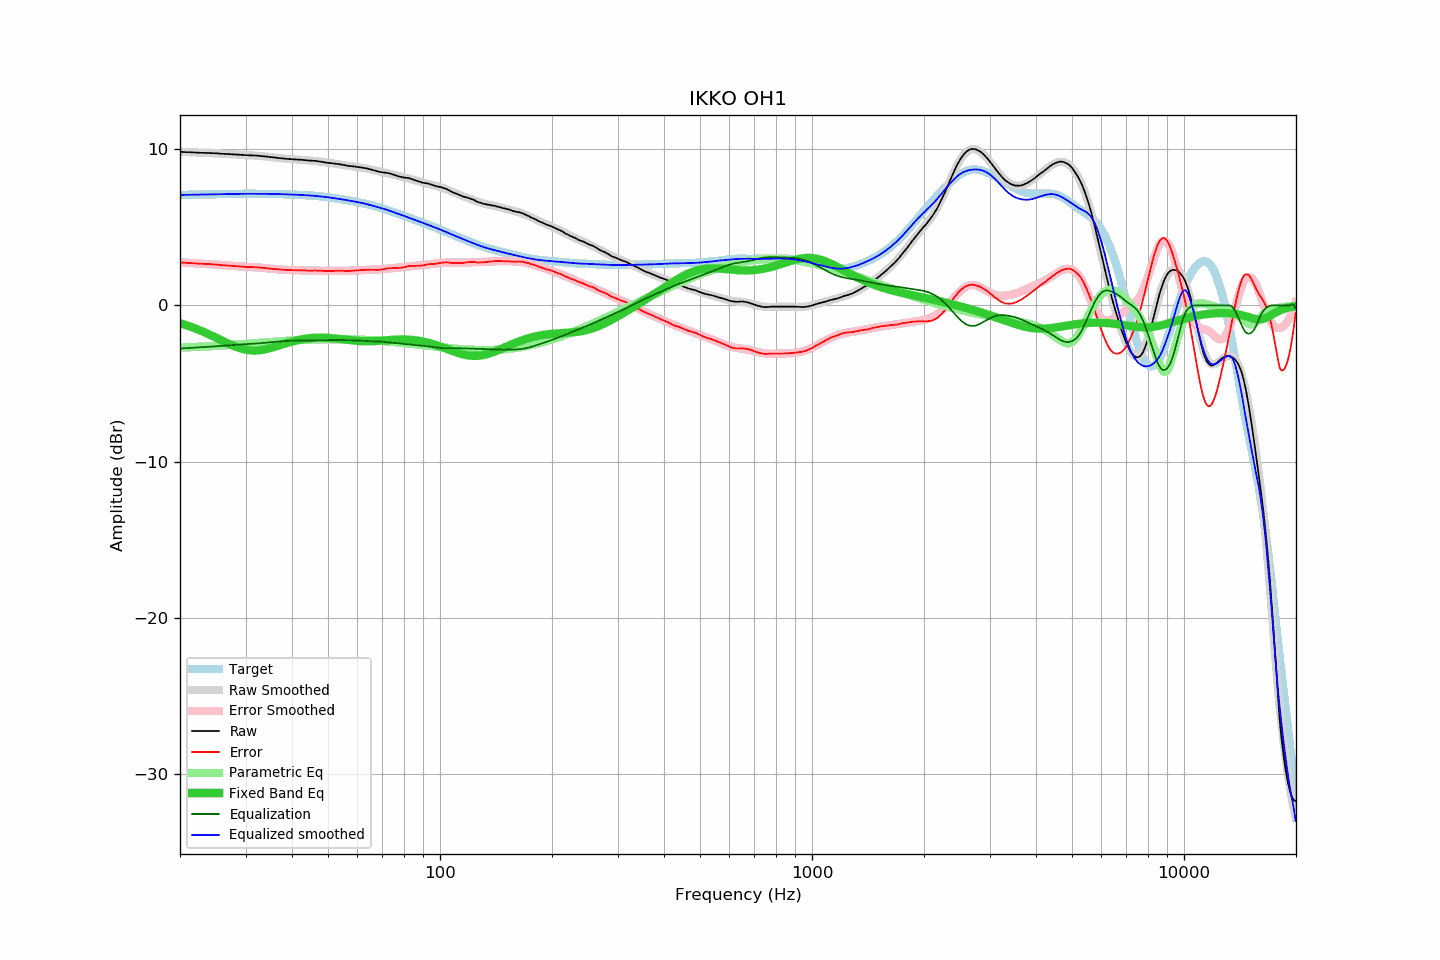 IKKO OH1
10
0
−10
−20
−30
Amplitude (dBr)
Target
Raw Smoothed
Error Smoothed
Raw
Error
Parametric Eq
Fixed Band Eq
Equalization
Equalized smoothed
100
1000
10000
Frequency (Hz)